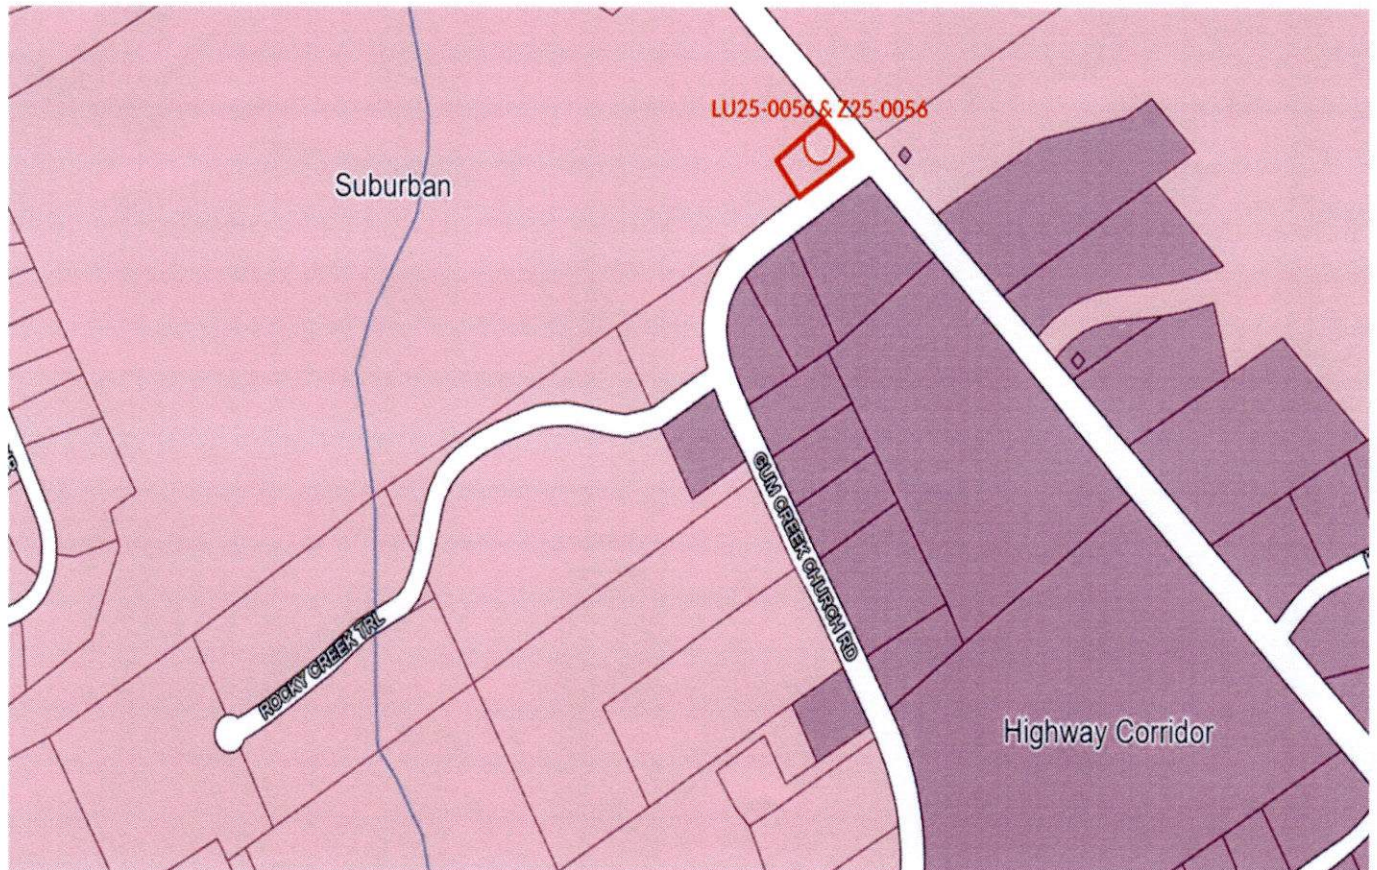 LU25-0056 & Z25-0056
Suburban
GUM CREEK CHURCH RD
ROCKY CREEK TRL
Highway Corridor